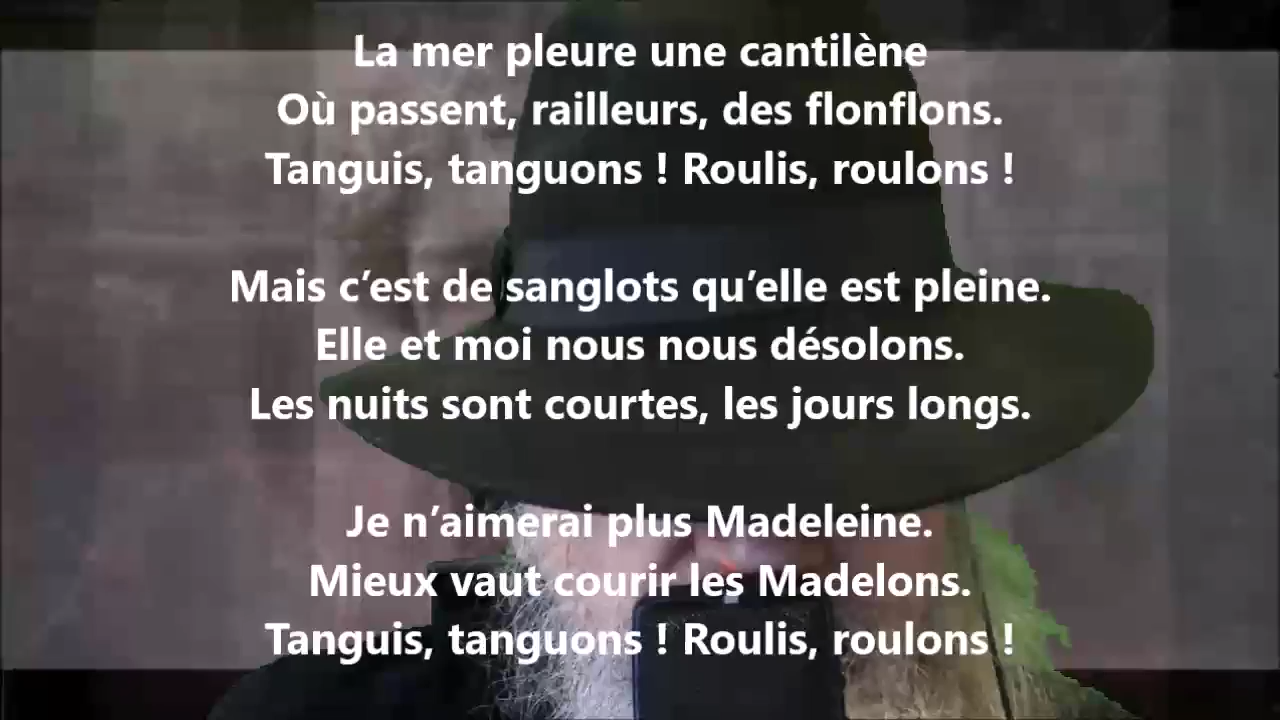 La mer pleure une cantilène
Où passent, railleurs, des flonflons.
Tanguis, tanguons ! Roulis, roulons !
Mais c’est de sanglots qu’elle est pleine.
Elle et moi nous nous désolons.
Les nuits sont courtes, les jours longs.
Je n’aimerai plus Madeleine.
Mieux vaut courir les Madelons.
Tanguis, tanguons ! Roulis, roulons !